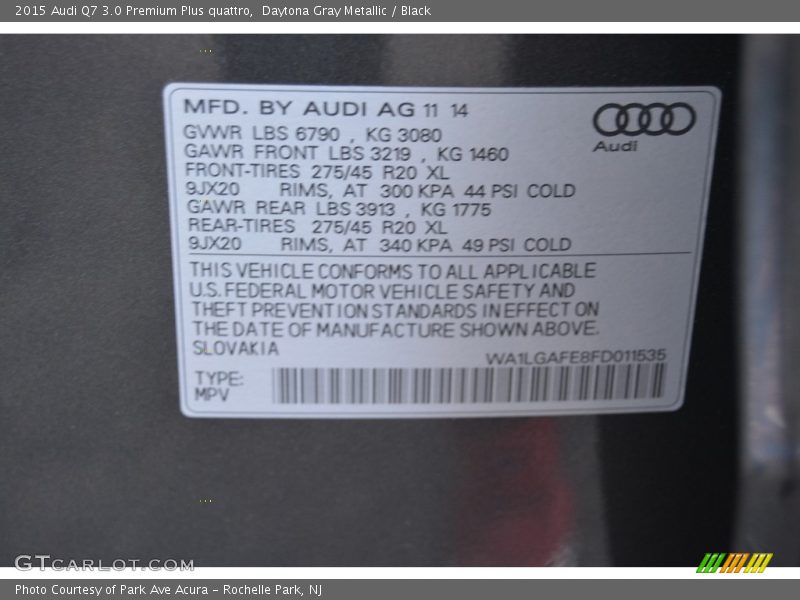 2015 Audi Q7 3.0 Premium Plus quattro,  Daytona Gray Metallic / Black
MFD. BY AUDI AG 11 14
GVWR LBS 6790 , KG 3080
GAWR FRONT LBS 3219 , KG 1460
FRONT-TIRES 275/45 R20 XL
9JX20 RIMS, AT 300 KPA 44 PSI COLD
GAWR REAR LBS 3913 , KG 1775
REAR-TIRES 275/45 R20 XL
9JX20 RIMS, AT 340 KPA 49 PSI COLD
Audi
THIS VEHICLE CONFORMS TO ALL APPLICABLE
U.S. FEDERAL MOTOR VEHICLE SAFETY AND
THEFT PREVENTION STANDARDS IN EFFECT ON
THE DATE OF MANUFACTURE SHOWN ABOVE.
SLOVAKIA
WA1LGAFE8FD011535
TYPE:
MPV
GTCARLOT.COM
Photo Courtesy of Park Ave Acura - Rochelle Park, NJ